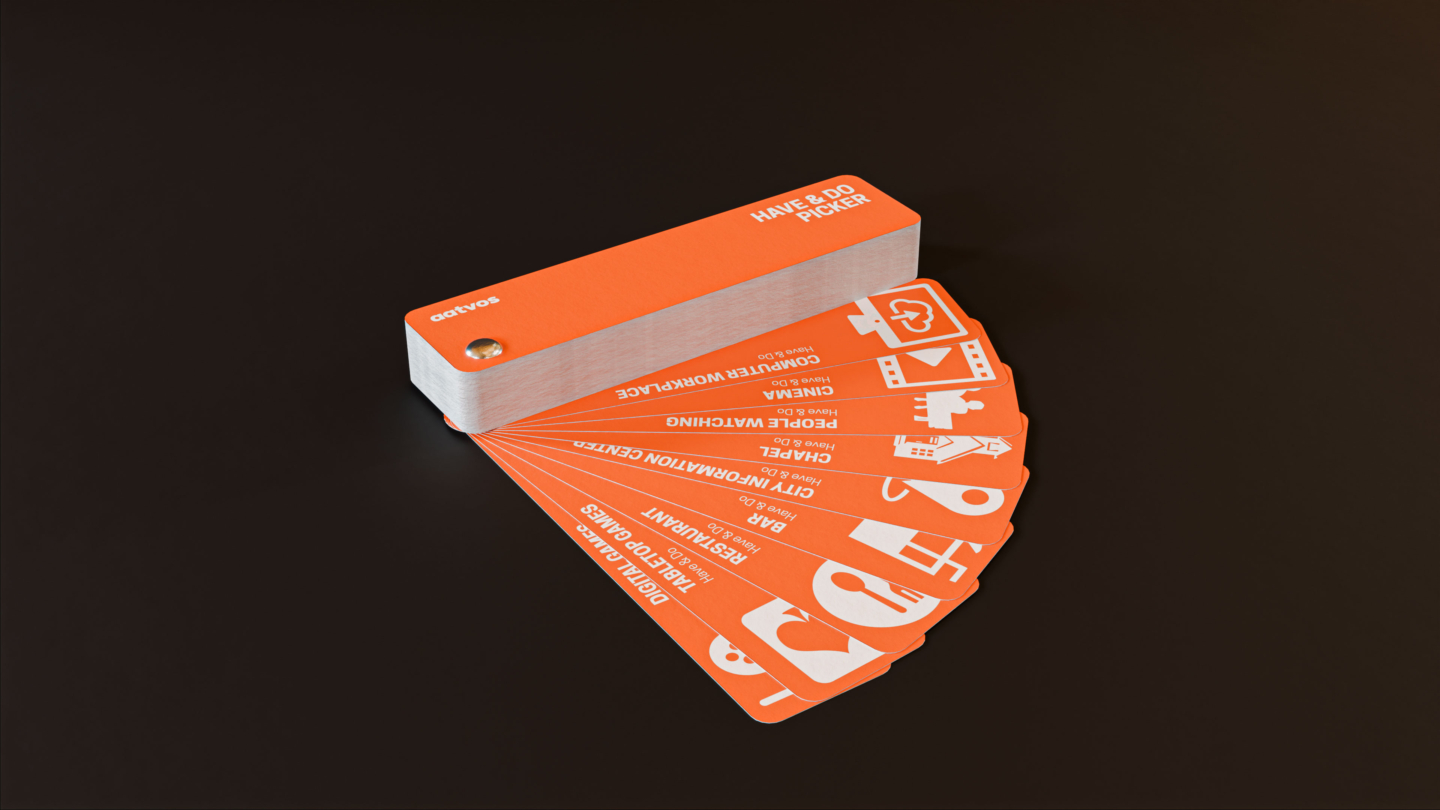 HAVE & DO
PICKER
aatvos
Have & Do
COMPUTER WORKPLACE
Have & Do
CINEMA
Have & Do
PEOPLE WATCHING
Have & Do
CHAPEL
Have & Do
CITY INFORMATION CENTER
Have & Do
BAR
Have & Do
RESTAURANT
Have & Do
TABLETOP GAMES
DIGITAL GAMES